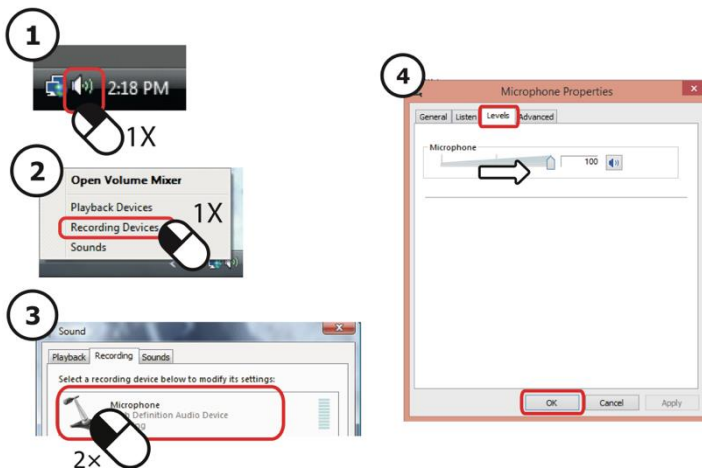 1
2:18 PM
1X
2
Open Volume Mixer
Playback Devices
Recording Devices
1X
Sounds
3
Sound
Playback Recording Sounds
Select a recording device below to modify its settings:
Microphone
Definition Audio Device
2×
4
Microphone Properties
General Listen Levels Advanced
Microphone
100
OK Cancel Apply